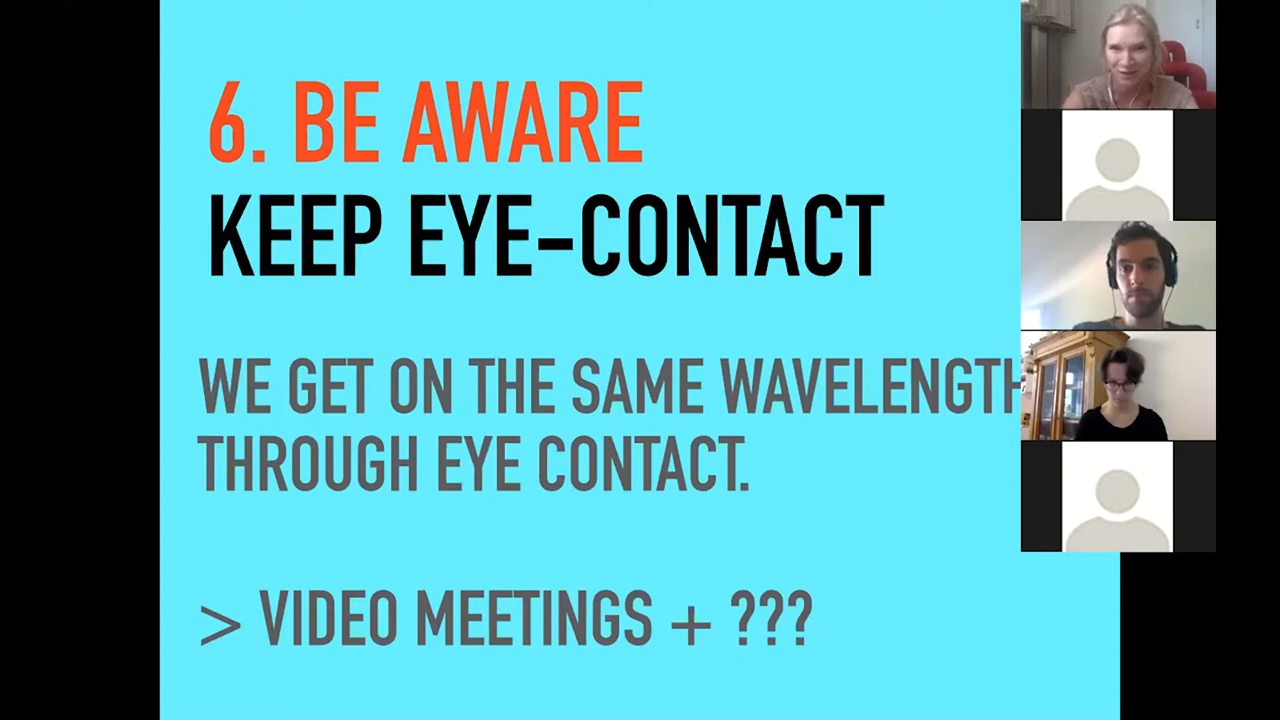 6. BE AWARE
KEEP EYE-CONTACT
WE GET ON THE SAME WAVELENGTH
THROUGH EYE CONTACT.
> VIDEO MEETINGS + ???